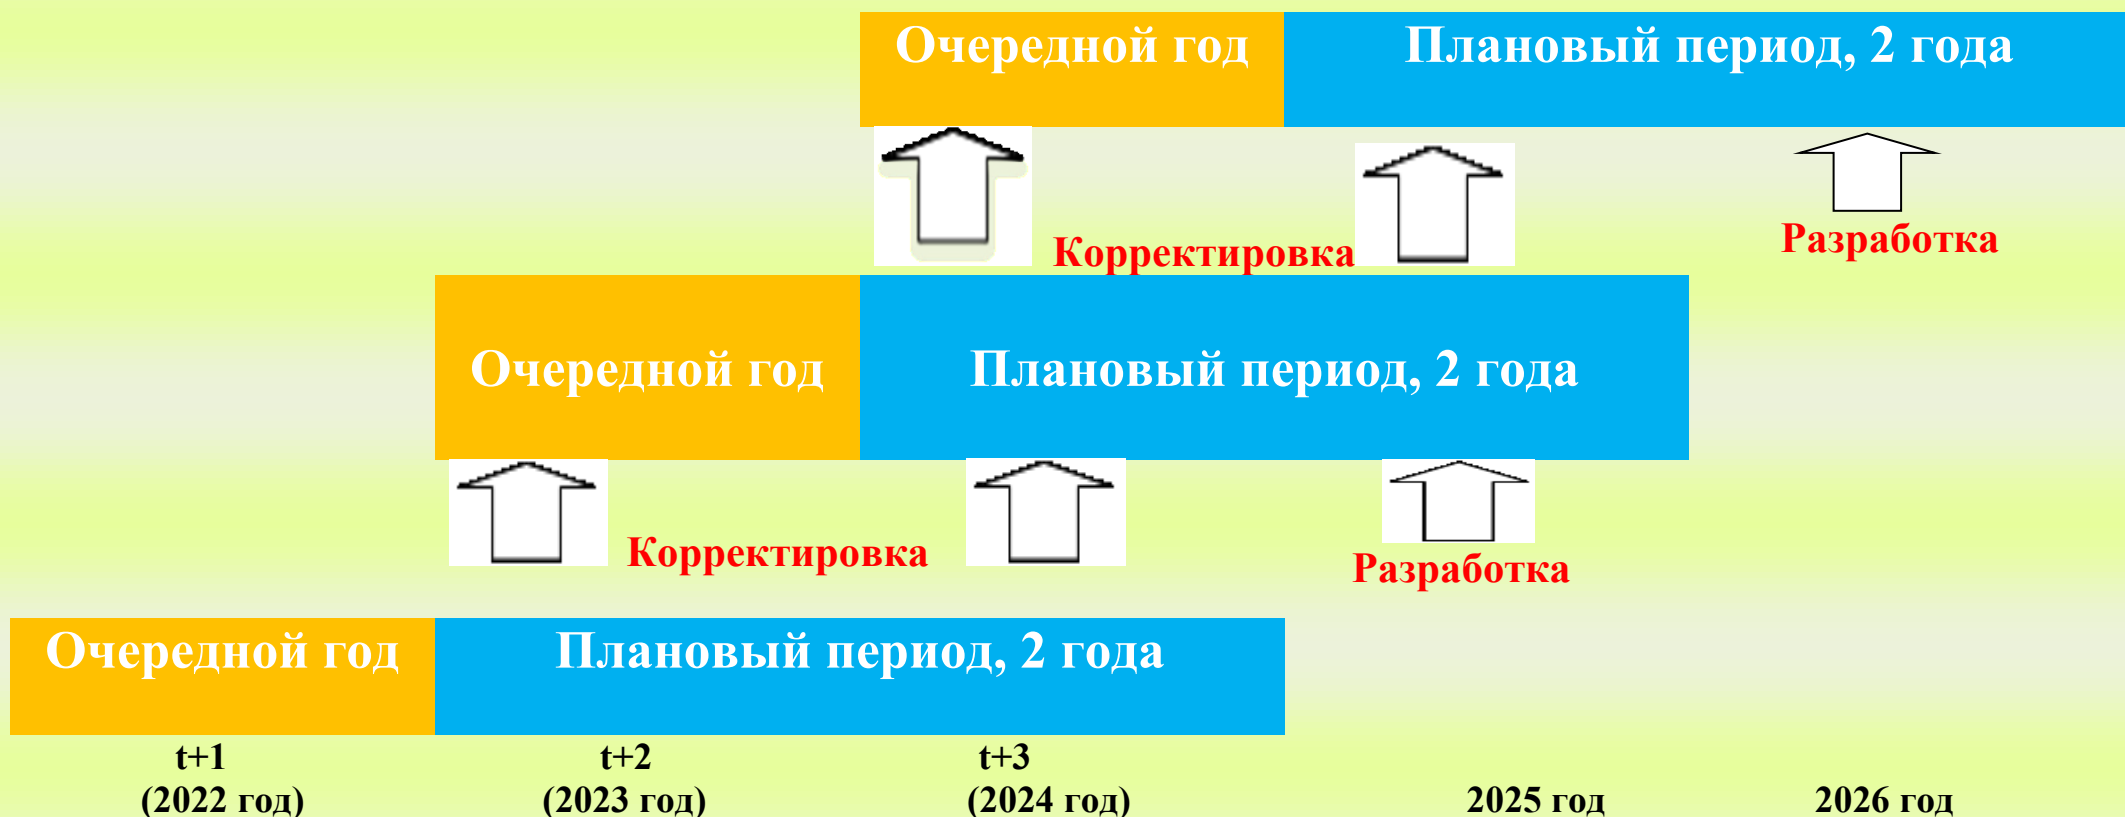 Очередной год
Плановый период, 2 года
Корректировка
Разработка
Очередной год
Плановый период, 2 года
Корректировка
Разработка
Очередной год
Плановый период, 2 года
t+1
t+2
t+3
(2022 год)
(2023 год)
(2024 год)
2025 год
2026 год